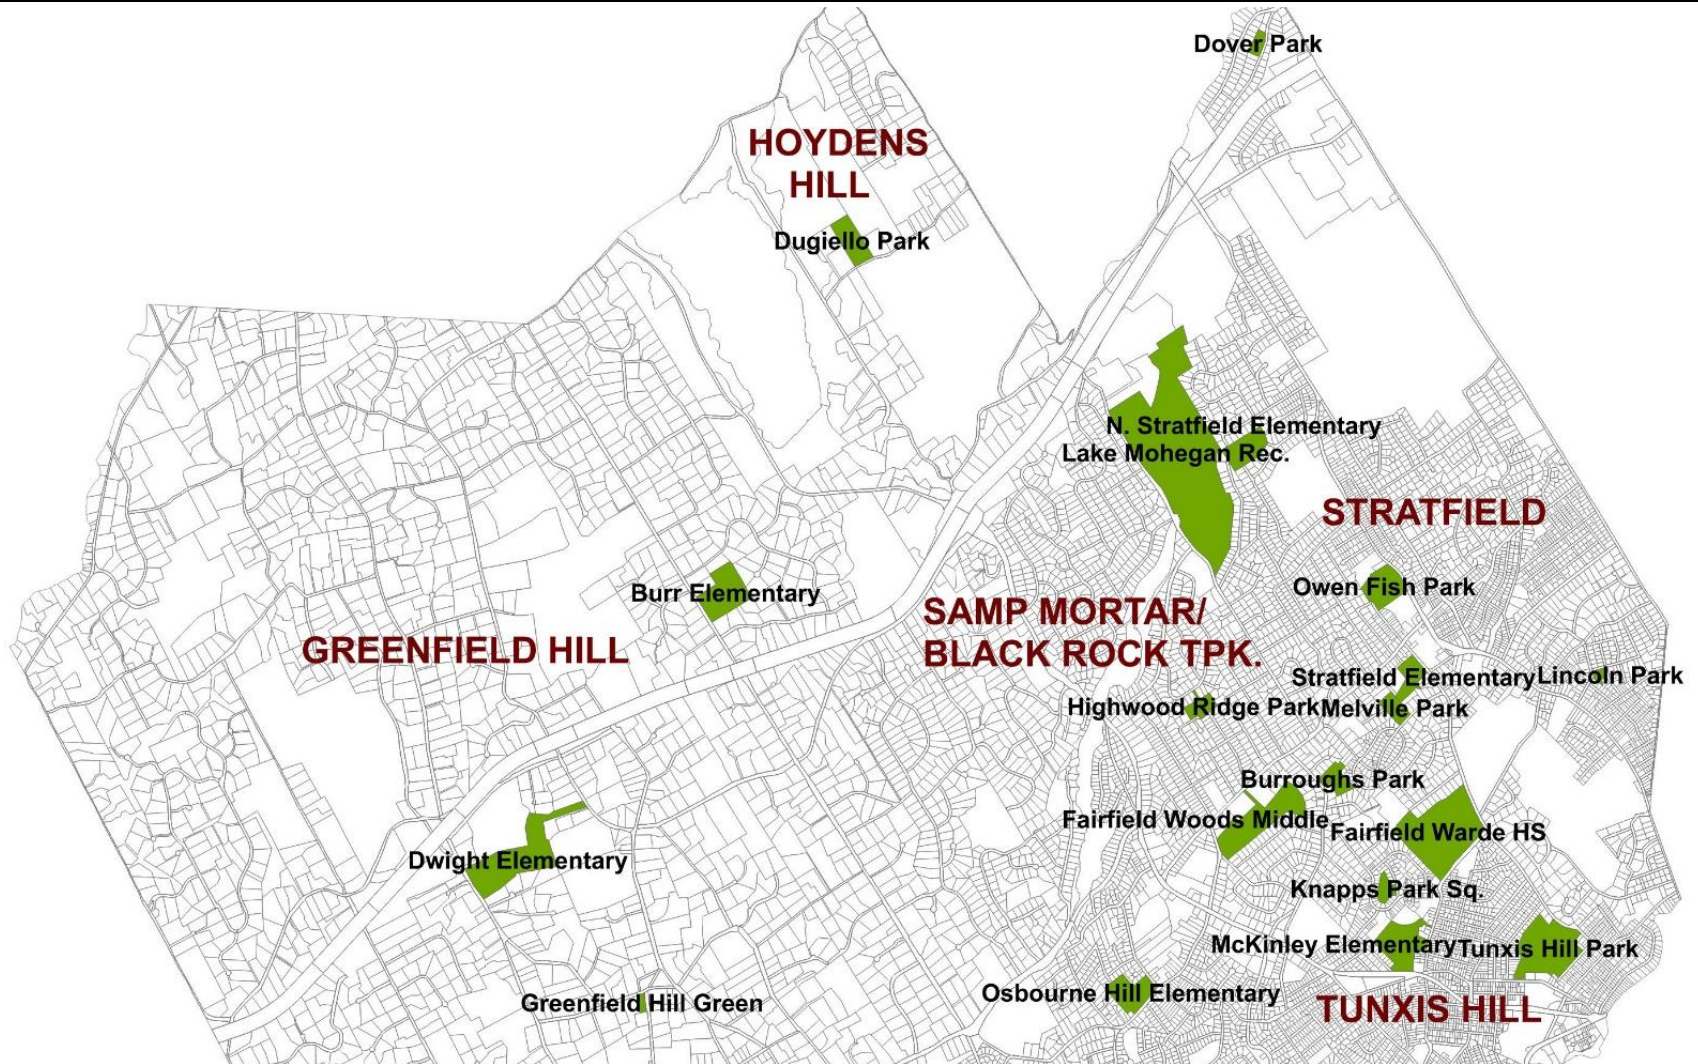 Dover Park
HOYDENS
HILL
Dugiello Park
N. Stratfield Elementary
Lake Mohegan Rec.
STRATFIELD
Owen Fish Park
Burr Elementary
SAMP MORTAR/
BLACK ROCK TPK.
GREENFIELD HILL
Stratfield Elementary
Lincoln Park
Highwood Ridge Park
Melville Park
Burroughs Park
Fairfield Woods Middle
Fairfield Warde HS
Dwight Elementary
Knapps Park Sq.
McKinley Elementary
Tunxis Hill Park
Osbourne Hill Elementary
Greenfield Hill Green
TUNXIS HILL